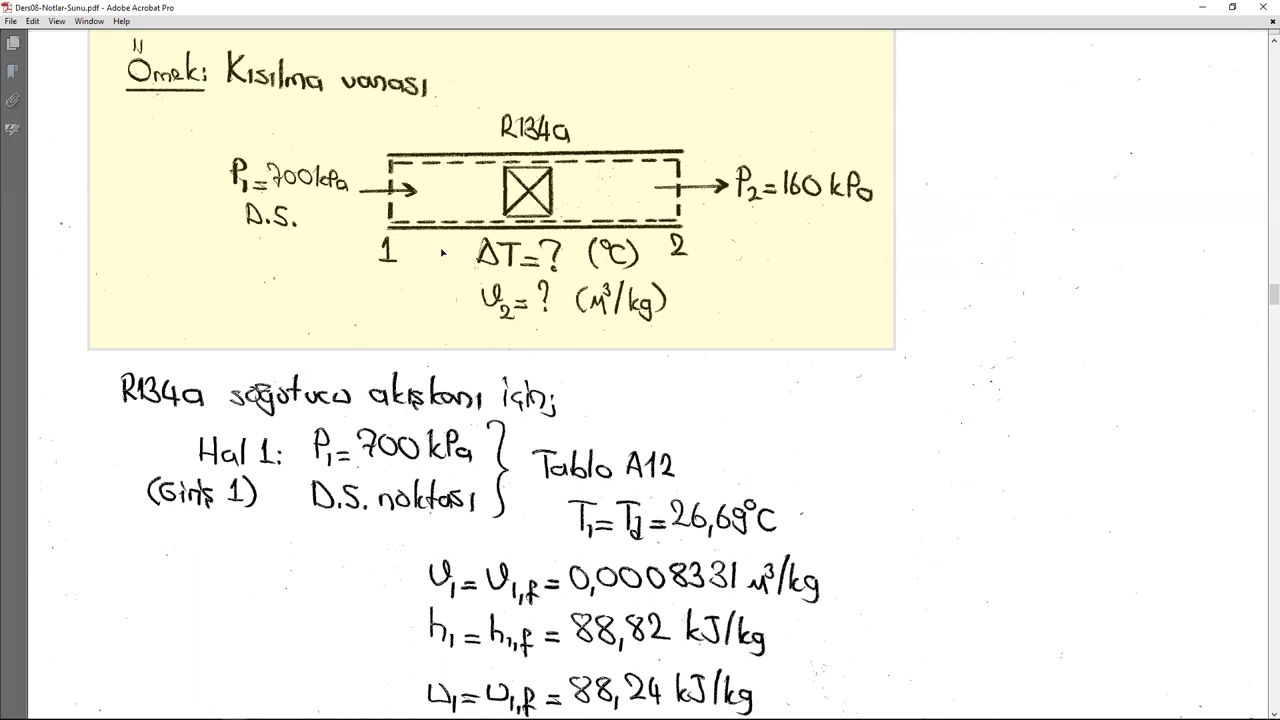 Ders08-Notlar-Sunu.pdf - Adobe Acrobat Pro
File Edit View Window Help
Örnek: Kısılma vanası
R134a
P₁=700kPa
P₂=160 kPa
D.S.
1 ΔT=? (°C) 2
ϑ₂=? (m³/kg)
R134a soğutucu akışkanı için;
Hal 1: P₁=700 kPa
Tablo A12
(Giriş 1) D.S. noktası
T₁=Td=26,69°C
ϑ₁=ϑ₁,f=0,0008331 m³/kg
h₁=h₁,f=88,82 kJ/kg
u₁=u₁,f=88,24 kJ/kg